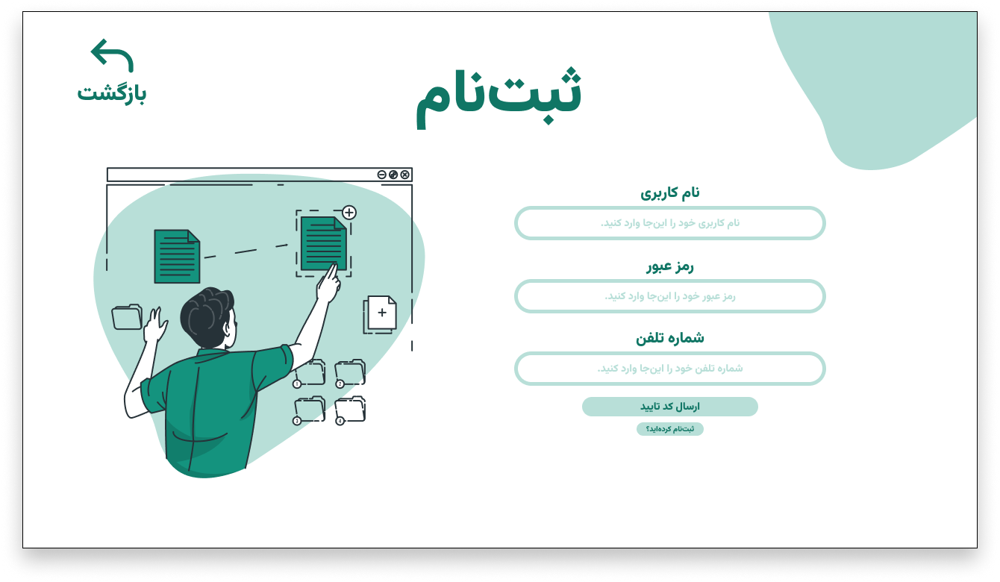 بازگشت
ثبت‌نام
نام کاربری
نام کاربری خود را این‌جا وارد کنید.
رمز عبور
رمز عبور خود را این‌جا وارد کنید.
شماره تلفن
شماره تلفن خود را این‌جا وارد کنید.
ارسال کد تایید
ثبت‌نام کرده‌اید؟
1
2
3
4